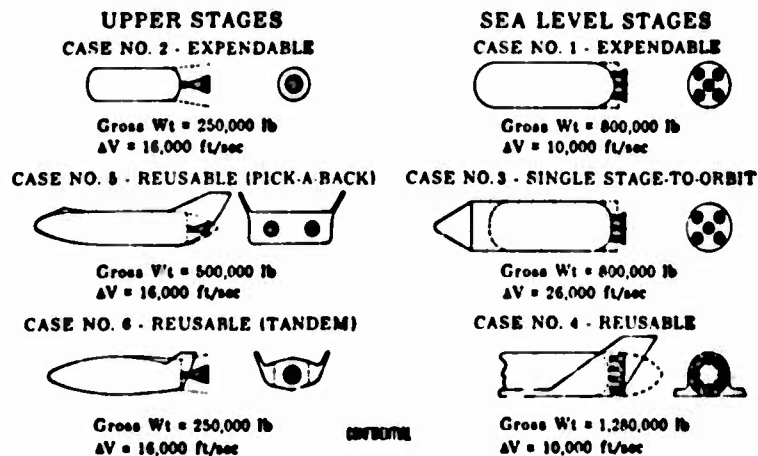 UPPER STAGES
CASE NO. 2 - EXPENDABLE
Gross Wt = 250,000 lb
ΔV = 16,000 ft/sec
CASE NO. 5 - REUSABLE (PICK-A-BACK)
Gross Wt = 500,000 lb
ΔV = 16,000 ft/sec
CASE NO. 6 - REUSABLE (TANDEM)
Gross Wt = 250,000 lb
ΔV = 16,000 ft/sec
SEA LEVEL STAGES
CASE NO. 1 - EXPENDABLE
Gross Wt = 800,000 lb
ΔV = 10,000 ft/sec
CASE NO. 3 - SINGLE STAGE-TO-ORBIT
Gross Wt = 800,000 lb
ΔV = 26,000 ft/sec
CASE NO. 4 - REUSABLE
Gross Wt = 1,280,000 lb
ΔV = 10,000 ft/sec
CONFIDENTIAL